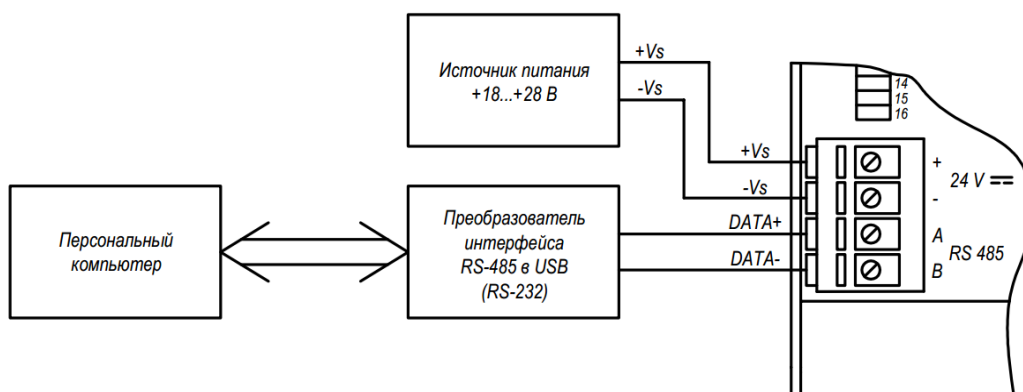 Источник питания
+18...+28 В
+Vs
-Vs
14
15
16
+Vs
-Vs
DATA+
DATA-
+
-
A
B
24 V
RS 485
Персональный
компьютер
Преобразователь
интерфейса
RS-485 в USB
(RS-232)